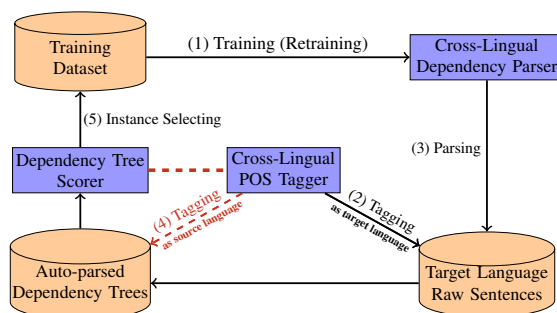 Training
Dataset
(1) Training (Retraining)
Cross-Lingual
Dependency Parser
(5) Instance Selecting
(3) Parsing
Dependency Tree
Scorer
Cross-Lingual
POS Tagger
(4) Tagging
as source language
(2) Tagging
as target language
Auto-parsed
Dependency Trees
Target Language
Raw Sentences